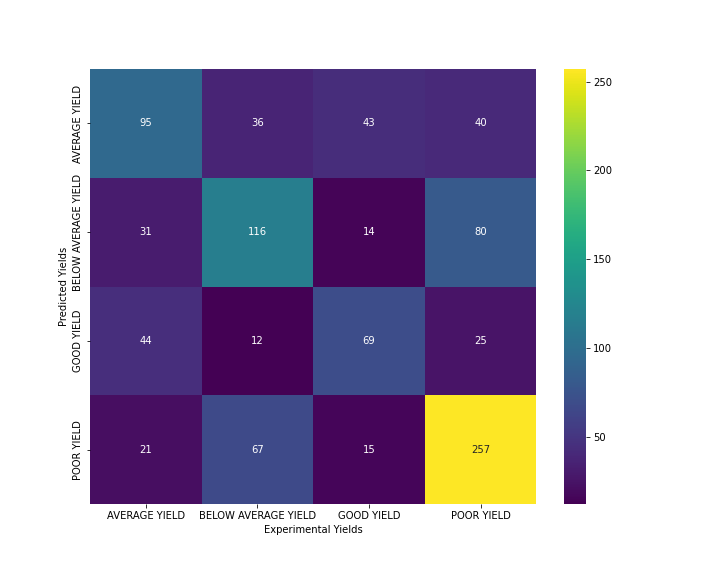 Predicted Yields
AVERAGE YIELD
BELOW AVERAGE YIELD
GOOD YIELD
POOR YIELD
95 36 43 40
31 116 14 80
44 12 69 25
21 67 15 257
AVERAGE YIELD BELOW AVERAGE YIELD GOOD YIELD POOR YIELD
Experimental Yields
250
200
150
100
50